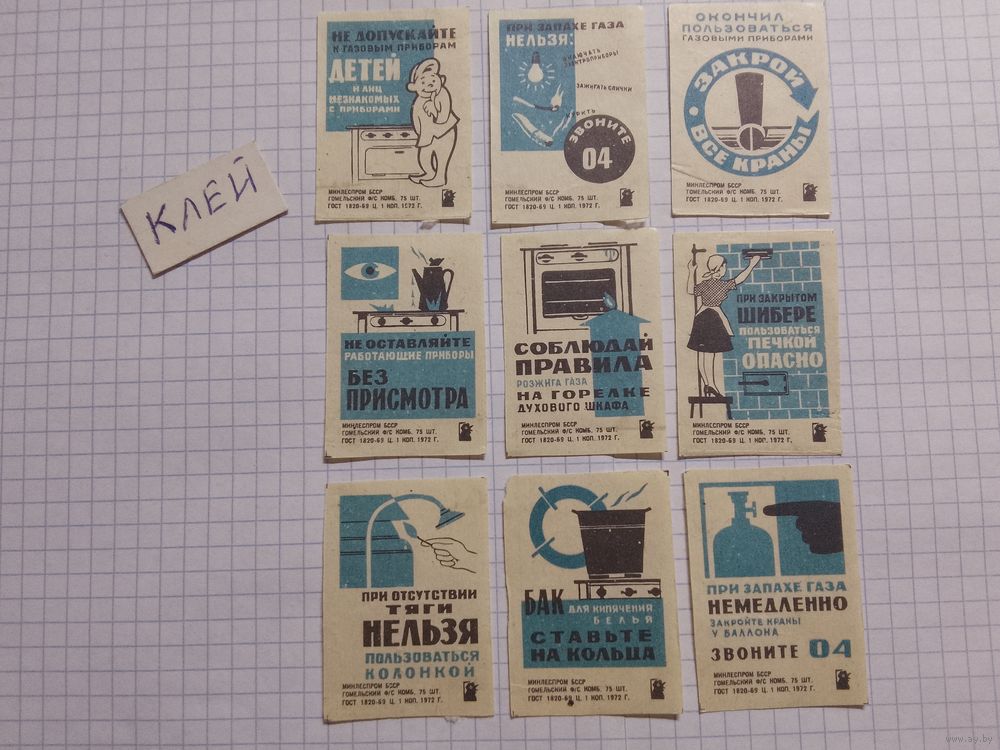 НЕ ДОПУСКАЙТЕ
К ГАЗОВЫМ ПРИБОРАМ
ДЕТЕЙ
И ЛИЦ
НЕЗНАКОМЫХ
С ПРИБОРАМИ
МИНЛЕСПРОМ БССР
ГОМЕЛЬСКИЙ Ф/С КОМБ. 75 ШТ.
ГОСТ 1820-69 Ц. 1 КОП. 1972 Г.
ПРИ ЗАПАХЕ ГАЗА
НЕЛЬЗЯ:
ВКЛЮЧАТЬ
ЭЛЕКТРОПРИБОРЫ
ЗАЖИГАТЬ СПИЧКИ
КУРИТЬ
ЗВОНИТЕ
04
МИНЛЕСПРОМ БССР
ГОМЕЛЬСКИЙ Ф/С КОМБ. 75 ШТ.
ГОСТ 1820-69 Ц. 1 КОП. 1972 Г.
ОКОНЧИЛ
ПОЛЬЗОВАТЬСЯ
ГАЗОВЫМИ ПРИБОРАМИ
ЗАКРОЙ
ВСЕ КРАНЫ
МИНЛЕСПРОМ БССР
ГОМЕЛЬСКИЙ Ф/С КОМБ. 75 ШТ.
ГОСТ 1820-69 Ц. 1 КОП. 1972 Г.
КЛЕЙ
НЕ ОСТАВЛЯЙТЕ
РАБОТАЮЩИЕ ПРИБОРЫ
БЕЗ
ПРИСМОТРА
МИНЛЕСПРОМ БССР
ГОМЕЛЬСКИЙ Ф/С КОМБ. 75 ШТ.
ГОСТ 1820-69 Ц. 1 КОП. 1972 Г.
СОБЛЮДАЙ
ПРАВИЛА
РОЗЖИГА ГАЗА
НА ГОРЕЛКЕ
ДУХОВОГО ШКАФА
МИНЛЕСПРОМ БССР
ГОМЕЛЬСКИЙ Ф/С КОМБ. 75 ШТ.
ГОСТ 1820-69 Ц. 1 КОП. 1972 Г.
ПРИ ЗАКРЫТОМ
ШИБЕРЕ
ПОЛЬЗОВАТЬСЯ
ПЕЧКОЙ
ОПАСНО
МИНЛЕСПРОМ БССР
ГОМЕЛЬСКИЙ Ф/С КОМБ. 75 ШТ.
ГОСТ 1820-69 Ц. 1 КОП. 1972 Г.
ПРИ ОТСУТСТВИИ
ТЯГИ
НЕЛЬЗЯ
ПОЛЬЗОВАТЬСЯ
КОЛОНКОЙ
МИНЛЕСПРОМ БССР
ГОМЕЛЬСКИЙ Ф/С КОМБ. 75 ШТ.
ГОСТ 1820-69 Ц. 1 КОП. 1972 Г.
БАК ДЛЯ КИПЯЧЕНИЯ
БЕЛЬЯ
СТАВЬТЕ
НА КОЛЬЦА
МИНЛЕСПРОМ БССР
ГОМЕЛЬСКИЙ Ф/С КОМБ. 75 ШТ.
ГОСТ 1820-69 Ц. 1 КОП. 1972 Г.
ПРИ ЗАПАХЕ ГАЗА
НЕМЕДЛЕННО
ЗАКРОЙТЕ КРАНЫ
У БАЛЛОНА
ЗВОНИТЕ 04
МИНЛЕСПРОМ БССР
ГОМЕЛЬСКИЙ Ф/С КОМБ. 75 ШТ.
ГОСТ 1820-69 Ц. 1 КОП. 1972 Г.
www.ay.by